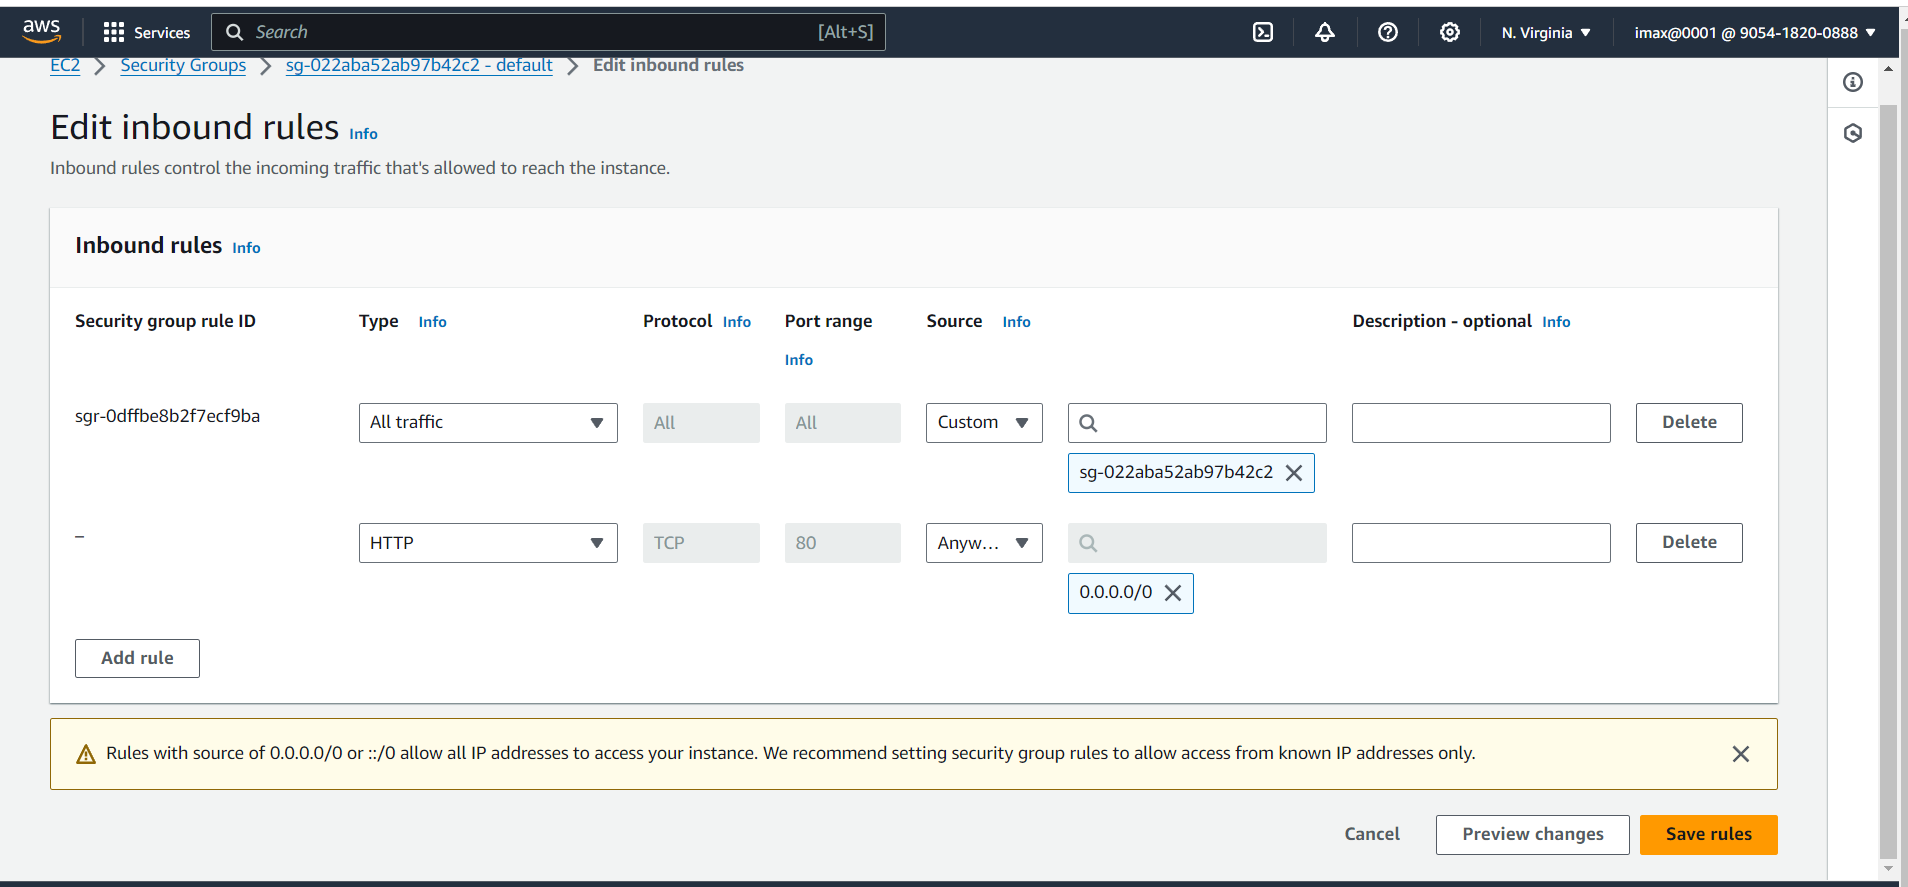 aws Services Search [Alt+S] N. Virginia imax@0001 @ 9054-1820-0888
EC2 Security Groups sg-022aba52ab97b42c2 - default Edit inbound rules
Edit inbound rules Info
Inbound rules control the incoming traffic that's allowed to reach the instance.
Inbound rules Info
Security group rule ID Type Info Protocol Info Port range Info Source Info Description - optional Info
sgr-0dffbe8b2f7ecf9ba All traffic All All Custom Delete
sg-022aba52ab97b42c2
– HTTP TCP 80 Anyw... Delete
0.0.0.0/0
Add rule
Rules with source of 0.0.0.0/0 or ::/0 allow all IP addresses to access your instance. We recommend setting security group rules to allow access from known IP addresses only.
Cancel Preview changes Save rules